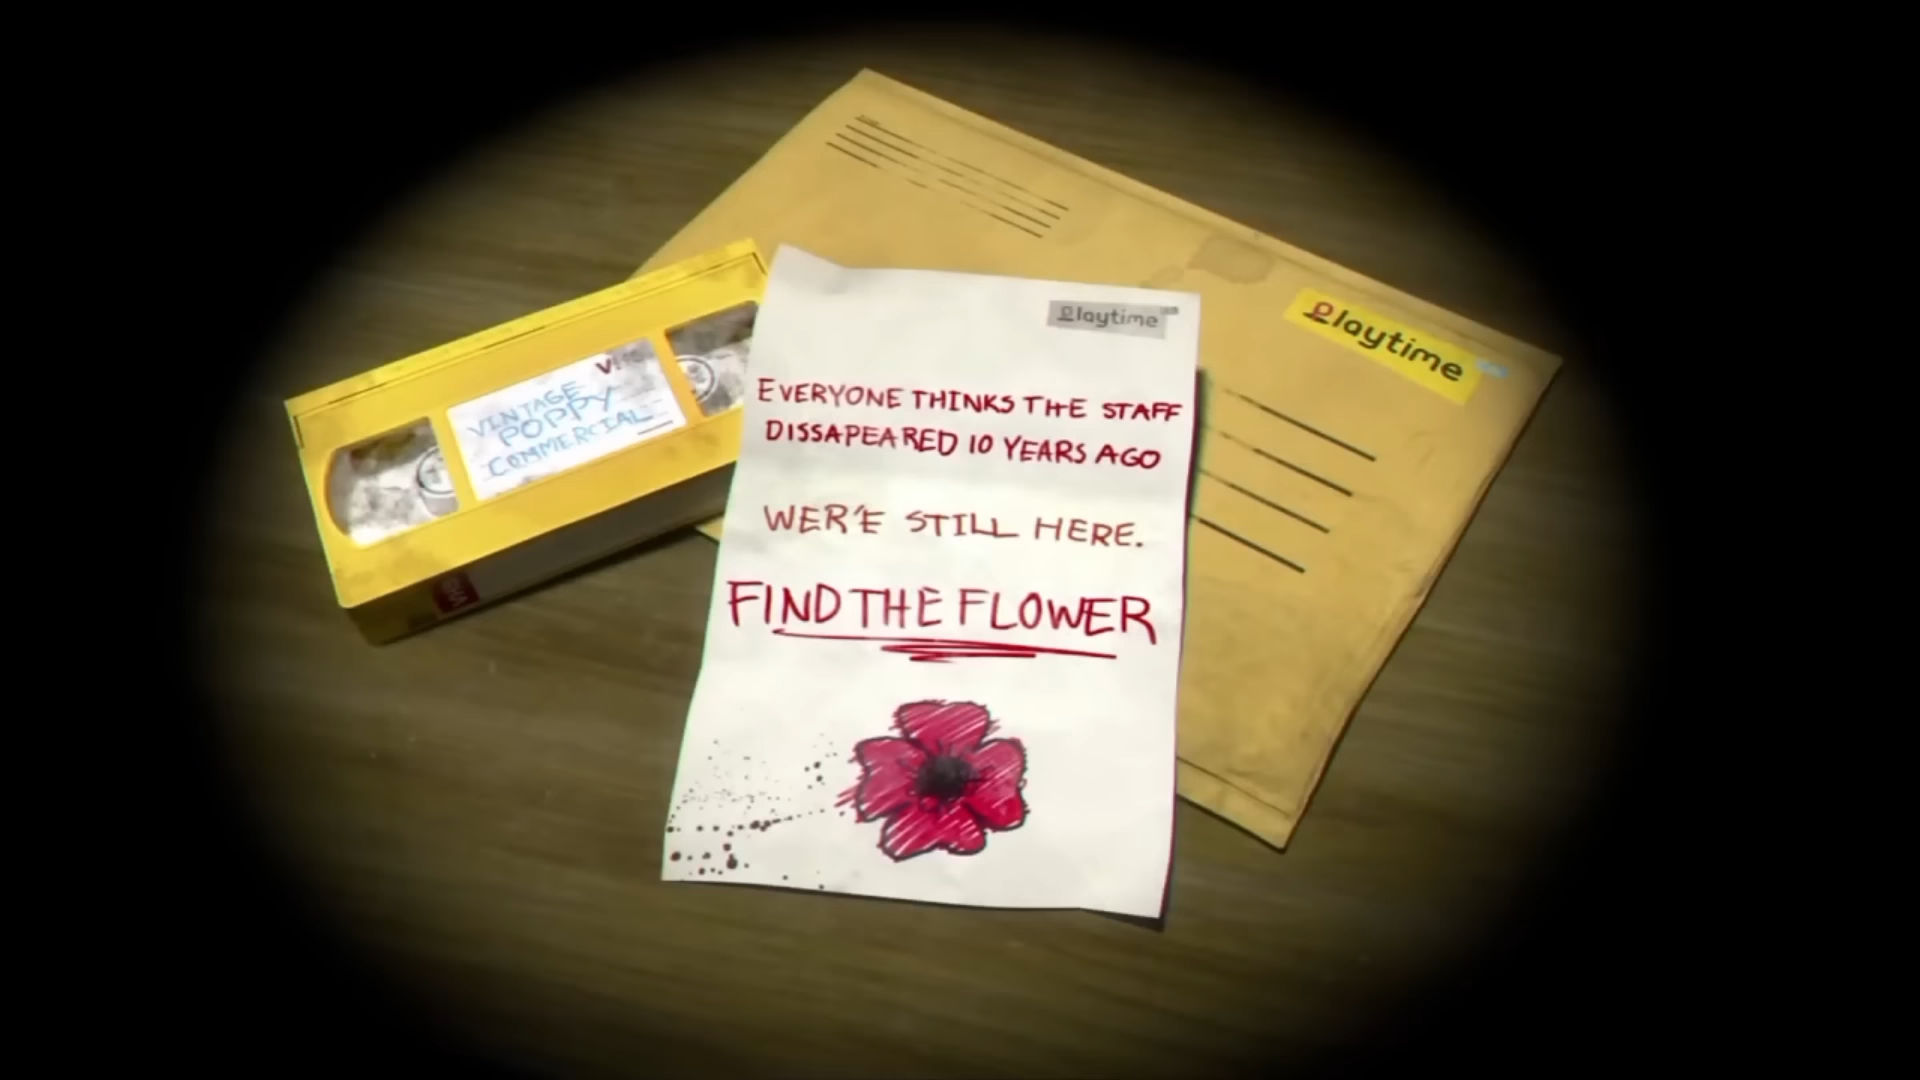 Playtime
VINTAGE
POPPY
COMMERCIAL
Playtime
EVERYONE THINKS THE STAFF
DISSAPEARED 10 YEARS AGO
WER'E STILL HERE.
FIND THE FLOWER